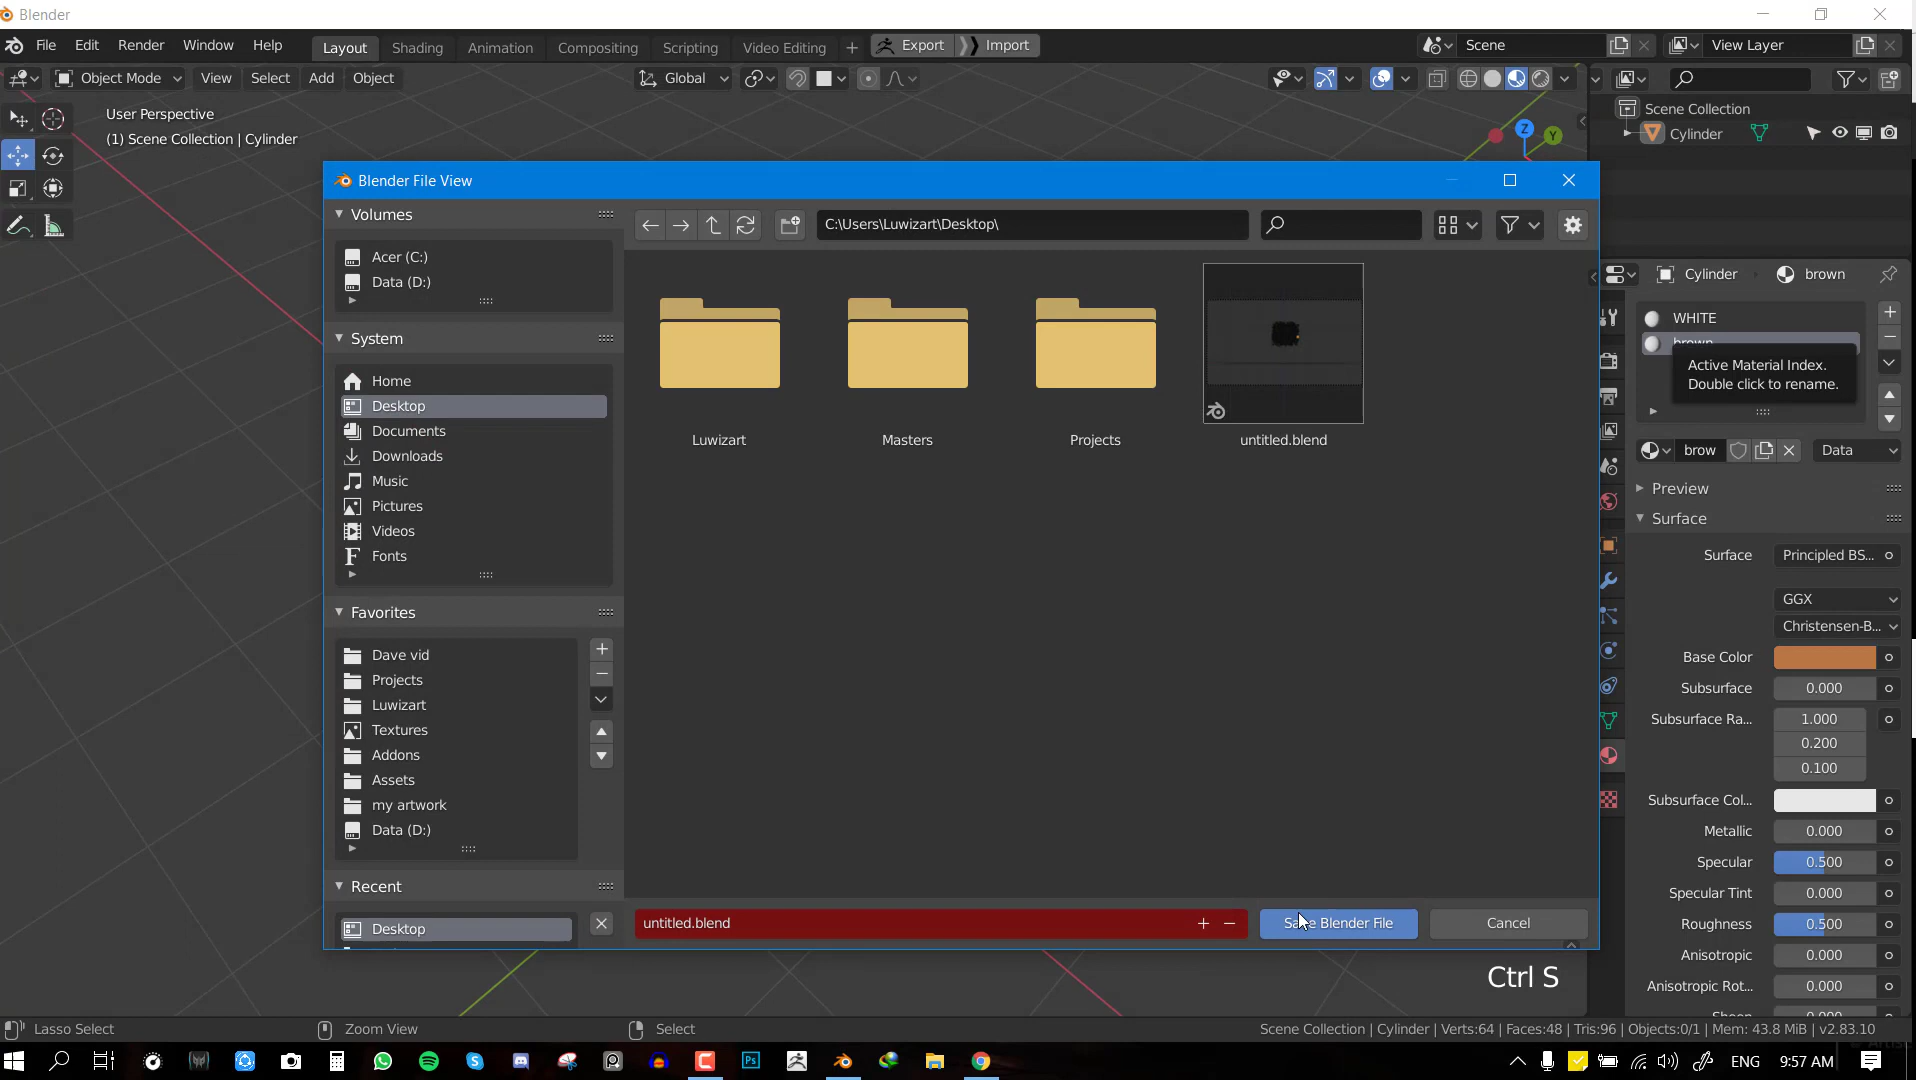 Blender
File Edit Render Window Help Layout Shading Animation Compositing Scripting Video Editing + Export Import Scene View Layer
Object Mode View Select Add Object Global
User Perspective
(1) Scene Collection | Cylinder
Z
Y
Scene Collection
Cylinder
Blender File View
Volumes
Acer (C:)
Data (D:)
System
Home
Desktop
Documents
Downloads
Music
Pictures
Videos
Fonts
Favorites
Dave vid
Projects
Luwizart
Textures
Addons
Assets
my artwork
Data (D:)
Recent
Desktop
C:\Users\Luwizart\Desktop\
Luwizart
Masters
Projects
untitled.blend
untitled.blend
Blender File
Cancel
Ctrl S
Cylinder brown
WHITE
brown
Active Material Index.
Double click to rename.
brow Data
Preview
Surface
Surface Principled BS...
GGX
Christensen-B...
Base Color
Subsurface 0.000
Subsurface Ra... 1.000
0.200
0.100
Subsurface Col...
Metallic 0.000
Specular 0.500
Specular Tint 0.000
Roughness 0.500
Anisotropic 0.000
Anisotropic Rot... 0.000
Lasso Select Zoom View Select Scene Collection | Cylinder | Verts:64 | Faces:48 | Tris:96 | Objects:0/1 | Mem: 43.8 MiB | v2.83.10
Ps
ENG 9:57 AM